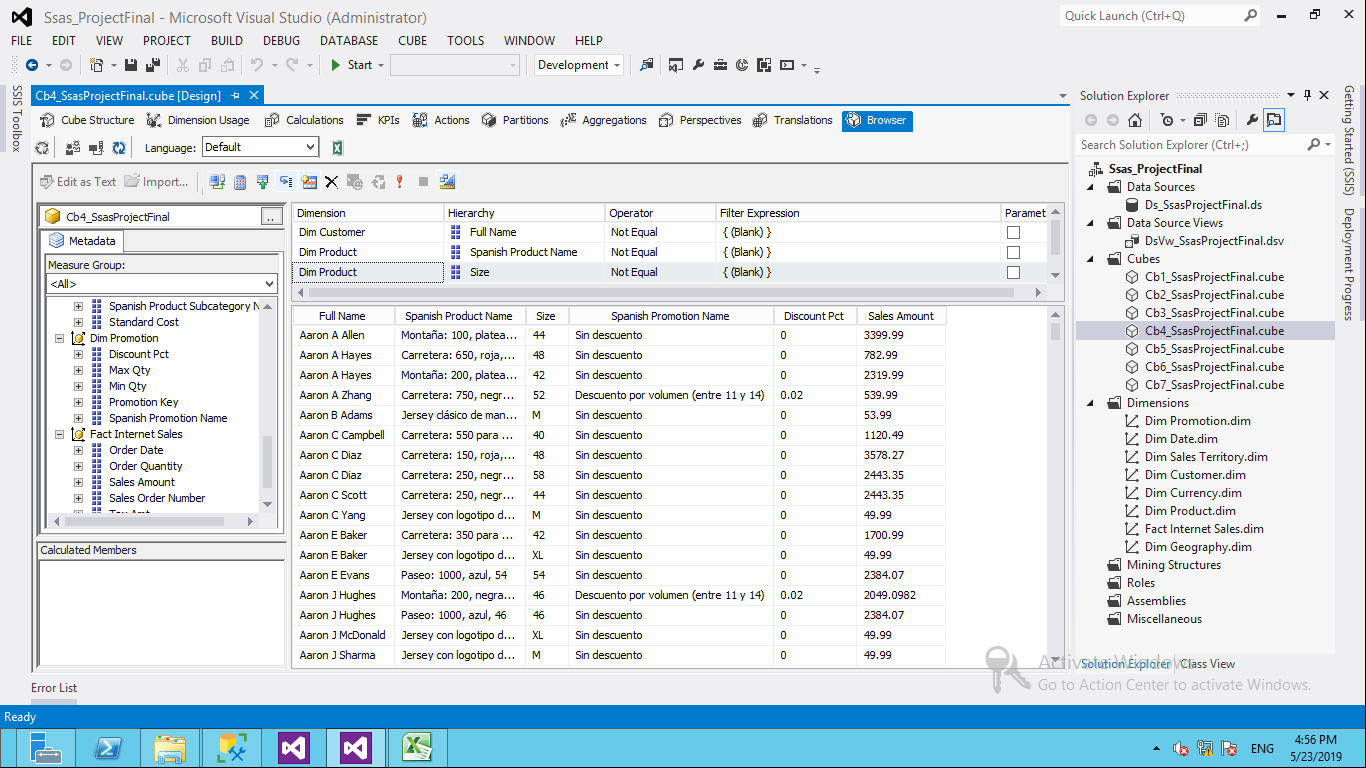 Ssas_ProjectFinal - Microsoft Visual Studio (Administrator)
Quick Launch (Ctrl+Q)
FILE EDIT VIEW PROJECT BUILD DEBUG DATABASE CUBE TOOLS WINDOW HELP
Start
Development
SSIS Toolbox
Cb4_SsasProjectFinal.cube [Design]
Cube Structure Dimension Usage Calculations KPIs Actions Partitions Aggregations Perspectives Translations Browser
Language: Default
Edit as Text Import...
Cb4_SsasProjectFinal ..
Metadata
Measure Group:
<All>
Spanish Product Subcategory N
Standard Cost
Dim Promotion
Discount Pct
Max Qty
Min Qty
Promotion Key
Spanish Promotion Name
Fact Internet Sales
Order Date
Order Quantity
Sales Amount
Sales Order Number
Calculated Members
Dimension Hierarchy Operator Filter Expression Paramet
Dim Customer Full Name Not Equal { (Blank) }
Dim Product Spanish Product Name Not Equal { (Blank) }
Dim Product Size Not Equal { (Blank) }
Full Name Spanish Product Name Size Spanish Promotion Name Discount Pct Sales Amount
Aaron A Allen Montaña: 100, platea... 44 Sin descuento 0 3399.99
Aaron A Hayes Carretera: 650, roja,... 48 Sin descuento 0 782.99
Aaron A Hayes Montaña: 200, platea... 42 Sin descuento 0 2319.99
Aaron A Zhang Carretera: 750, negr... 52 Descuento por volumen (entre 11 y 14) 0.02 539.99
Aaron B Adams Jersey clásico de man... M Sin descuento 0 53.99
Aaron C Campbell Carretera: 550 para ... 40 Sin descuento 0 1120.49
Aaron C Diaz Carretera: 150, roja,... 48 Sin descuento 0 3578.27
Aaron C Diaz Carretera: 250, negr... 58 Sin descuento 0 2443.35
Aaron C Scott Carretera: 250, negr... 44 Sin descuento 0 2443.35
Aaron C Yang Jersey con logotipo d... M Sin descuento 0 49.99
Aaron E Baker Carretera: 350 para ... 42 Sin descuento 0 1700.99
Aaron E Baker Jersey con logotipo d... XL Sin descuento 0 49.99
Aaron E Evans Paseo: 1000, azul, 54 54 Sin descuento 0 2384.07
Aaron J Hughes Montaña: 200, negra... 46 Descuento por volumen (entre 11 y 14) 0.02 2049.0982
Aaron J Hughes Paseo: 1000, azul, 46 46 Sin descuento 0 2384.07
Aaron J McDonald Jersey con logotipo d... XL Sin descuento 0 49.99
Aaron J Sharma Jersey con logotipo d... M Sin descuento 0 49.99
Solution Explorer
Search Solution Explorer (Ctrl+;)
Ssas_ProjectFinal
Data Sources
Ds_SsasProjectFinal.ds
Data Source Views
DsVw_SsasProjectFinal.dsv
Cubes
Cb1_SsasProjectFinal.cube
Cb2_SsasProjectFinal.cube
Cb3_SsasProjectFinal.cube
Cb4_SsasProjectFinal.cube
Cb5_SsasProjectFinal.cube
Cb6_SsasProjectFinal.cube
Cb7_SsasProjectFinal.cube
Dimensions
Dim Promotion.dim
Dim Date.dim
Dim Sales Territory.dim
Dim Customer.dim
Dim Currency.dim
Dim Product.dim
Fact Internet Sales.dim
Dim Geography.dim
Mining Structures
Roles
Assemblies
Miscellaneous
Solution Explorer Class View
Activate Windows
Go to Action Center to activate Windows.
Getting Started (SSIS)
Deployment Progress
Error List
Ready
ENG
4:56 PM
5/23/2019